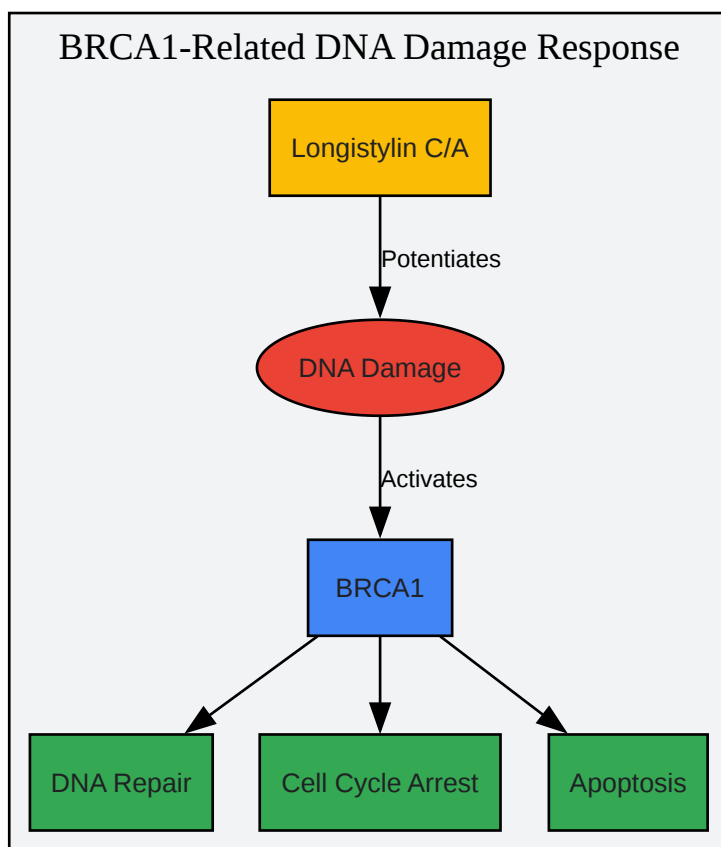 BRCA1-Related DNA Damage Response
Longistylin C/A
Potentiates
DNA Damage
Activates
BRCA1
DNA Repair
Cell Cycle Arrest
Apoptosis